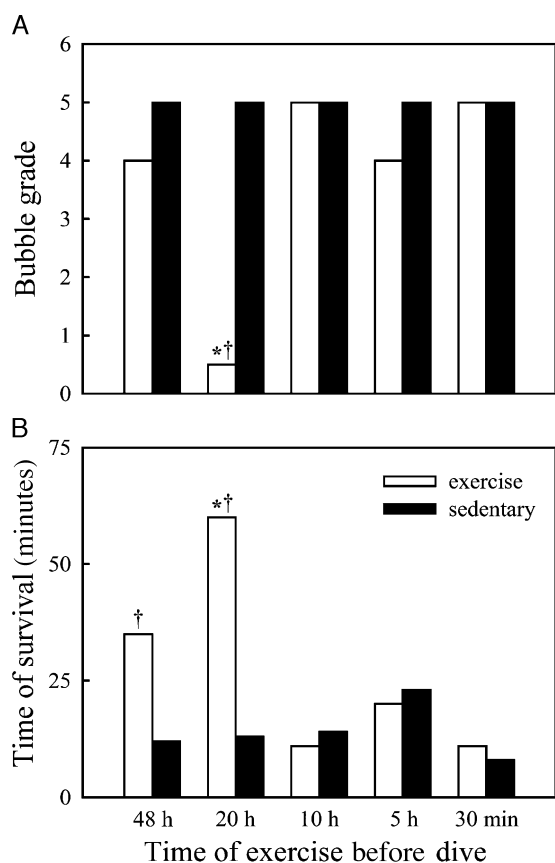 A
6
5
4
3
2
1
0
Bubble grade
*†
B
75
50
25
0
Time of survival (minutes)
exercise
sedentary
†
*†
48 h 20 h 10 h 5 h 30 min
Time of exercise before dive